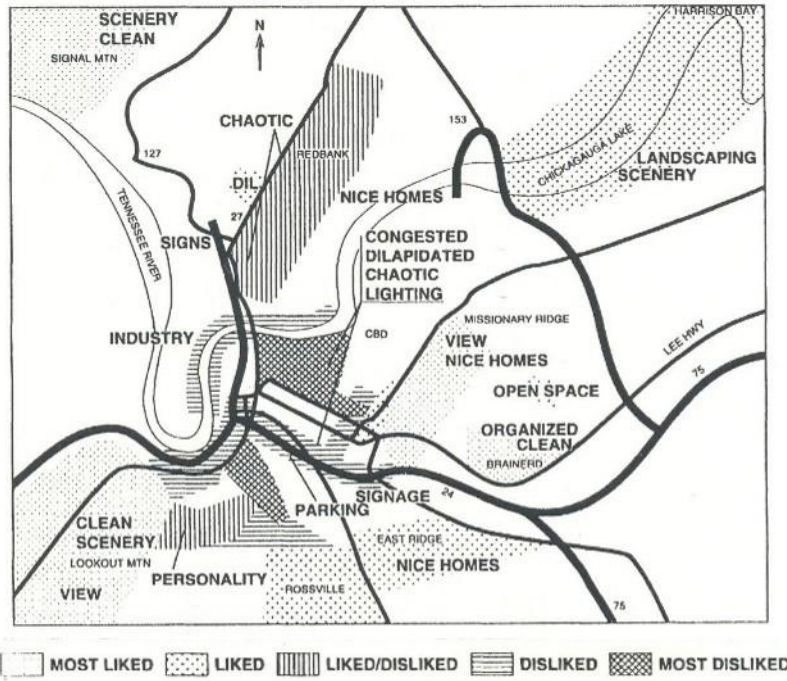 HARRISON BAY
SCENERY
CLEAN
SIGNAL MTN
N
CHAOTIC
153
127
REDBANK
CHICKAGAUGA LAKE
LANDSCAPING
SCENERY
DIL.
NICE HOMES
27
TENNESSEE RIVER
SIGNS
CONGESTED
DILAPIDATED
CHAOTIC
LIGHTING
INDUSTRY
CBD
MISSIONARY RIDGE
VIEW
NICE HOMES
LEE HWY
75
OPEN SPACE
ORGANIZED
CLEAN
BRAINERD
SIGNAGE
24
PARKING
CLEAN
SCENERY
LOOKOUT MTN
PERSONALITY
VIEW
EAST RIDGE
NICE HOMES
ROSSVILLE
75
MOST LIKED
LIKED
LIKED/DISLIKED
DISLIKED
MOST DISLIKED